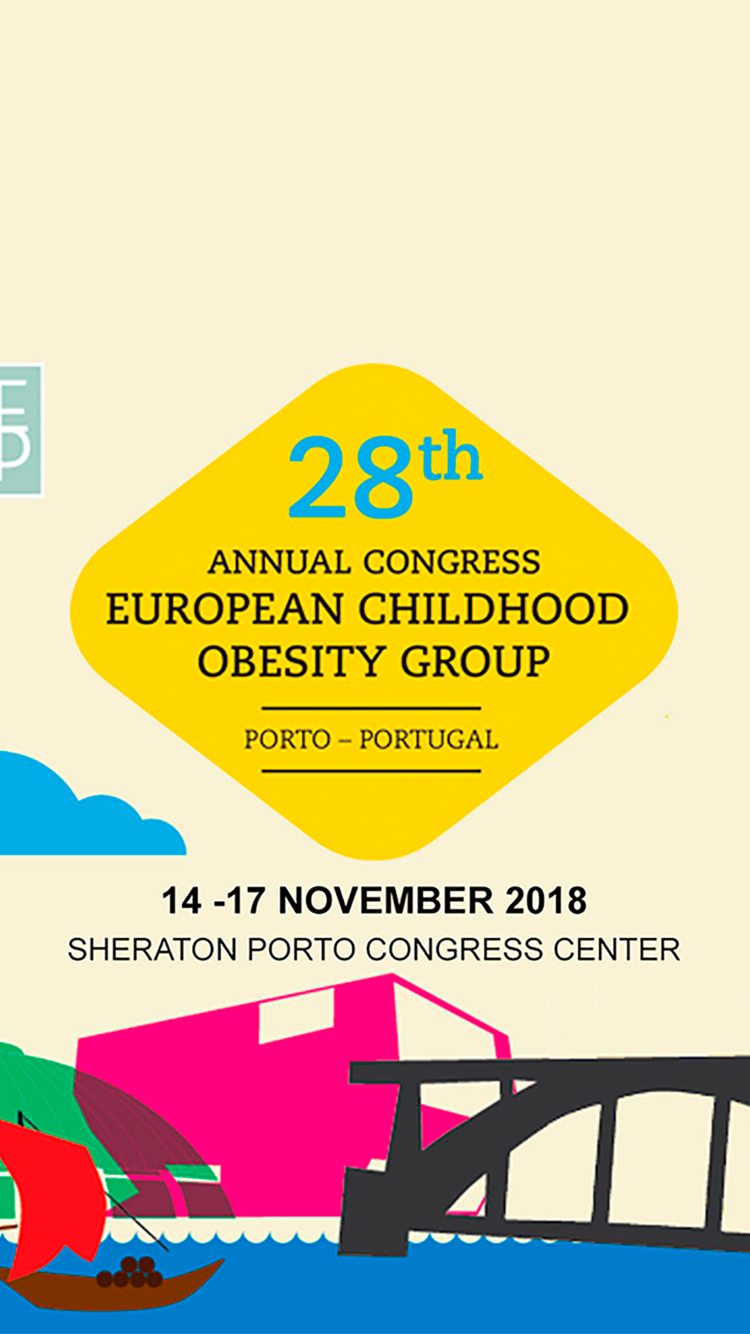 28th
ANNUAL CONGRESS
EUROPEAN CHILDHOOD
OBESITY GROUP
PORTO – PORTUGAL
14 -17 NOVEMBER 2018
SHERATON PORTO CONGRESS CENTER